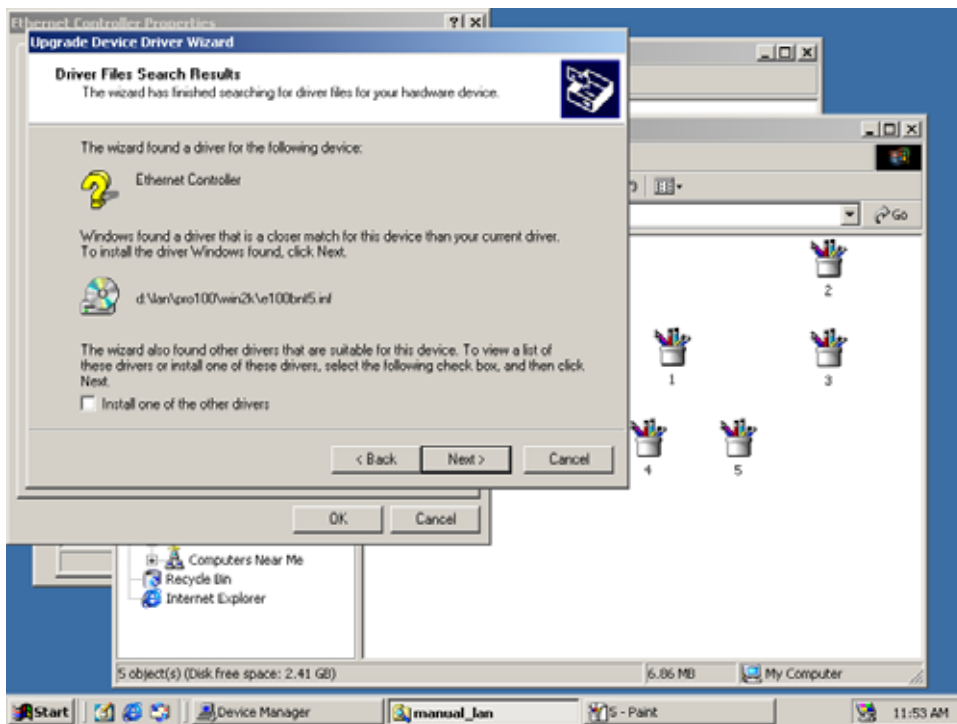 Ethernet Controller Properties
Upgrade Device Driver Wizard
Driver Files Search Results
The wizard has finished searching for driver files for your hardware device.
The wizard found a driver for the following device:
Ethernet Controller
Windows found a driver that is a closer match for this device than your current driver.
To install the driver Windows found, click Next.
d:\lan\pro100\win2k\e100bnt5.inf
The wizard also found other drivers that are suitable for this device. To view a list of
these drivers or install one of these drivers, select the following check box, and then click
Next.
Install one of the other drivers
< Back
Next >
Cancel
OK
Cancel
Go
2
1
3
4
5
Computers Near Me
Recycle Bin
Internet Explorer
5 object(s) (Disk free space: 2.41 GB)
6.86 MB
My Computer
Start
Device Manager
manual_lan
5 - Paint
11:53 AM